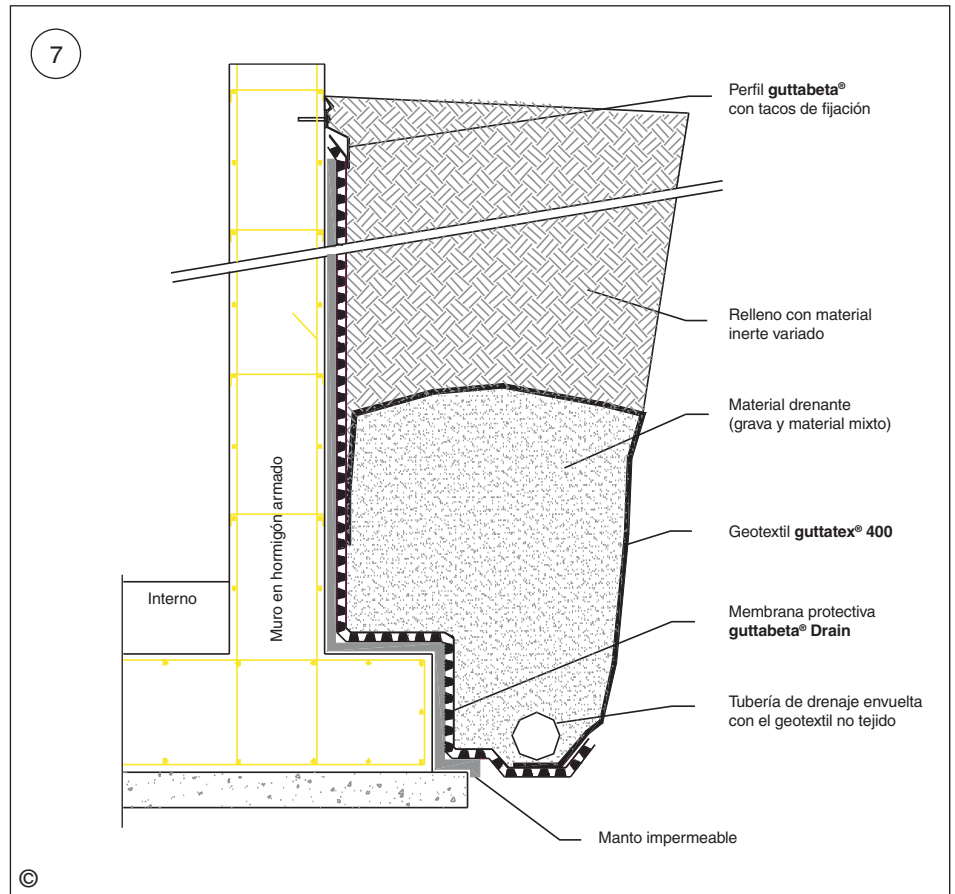 7
Perfil guttabeta®
con tacos de fijación
Relleno con material
inerte variado
Material drenante
(grava y material mixto)
Geotextil guttatex® 400
Muro en hormigón armado
Interno
Membrana protectiva
guttabeta® Drain
Tubería de drenaje envuelta
con el geotextil no tejido
Manto impermeable
©